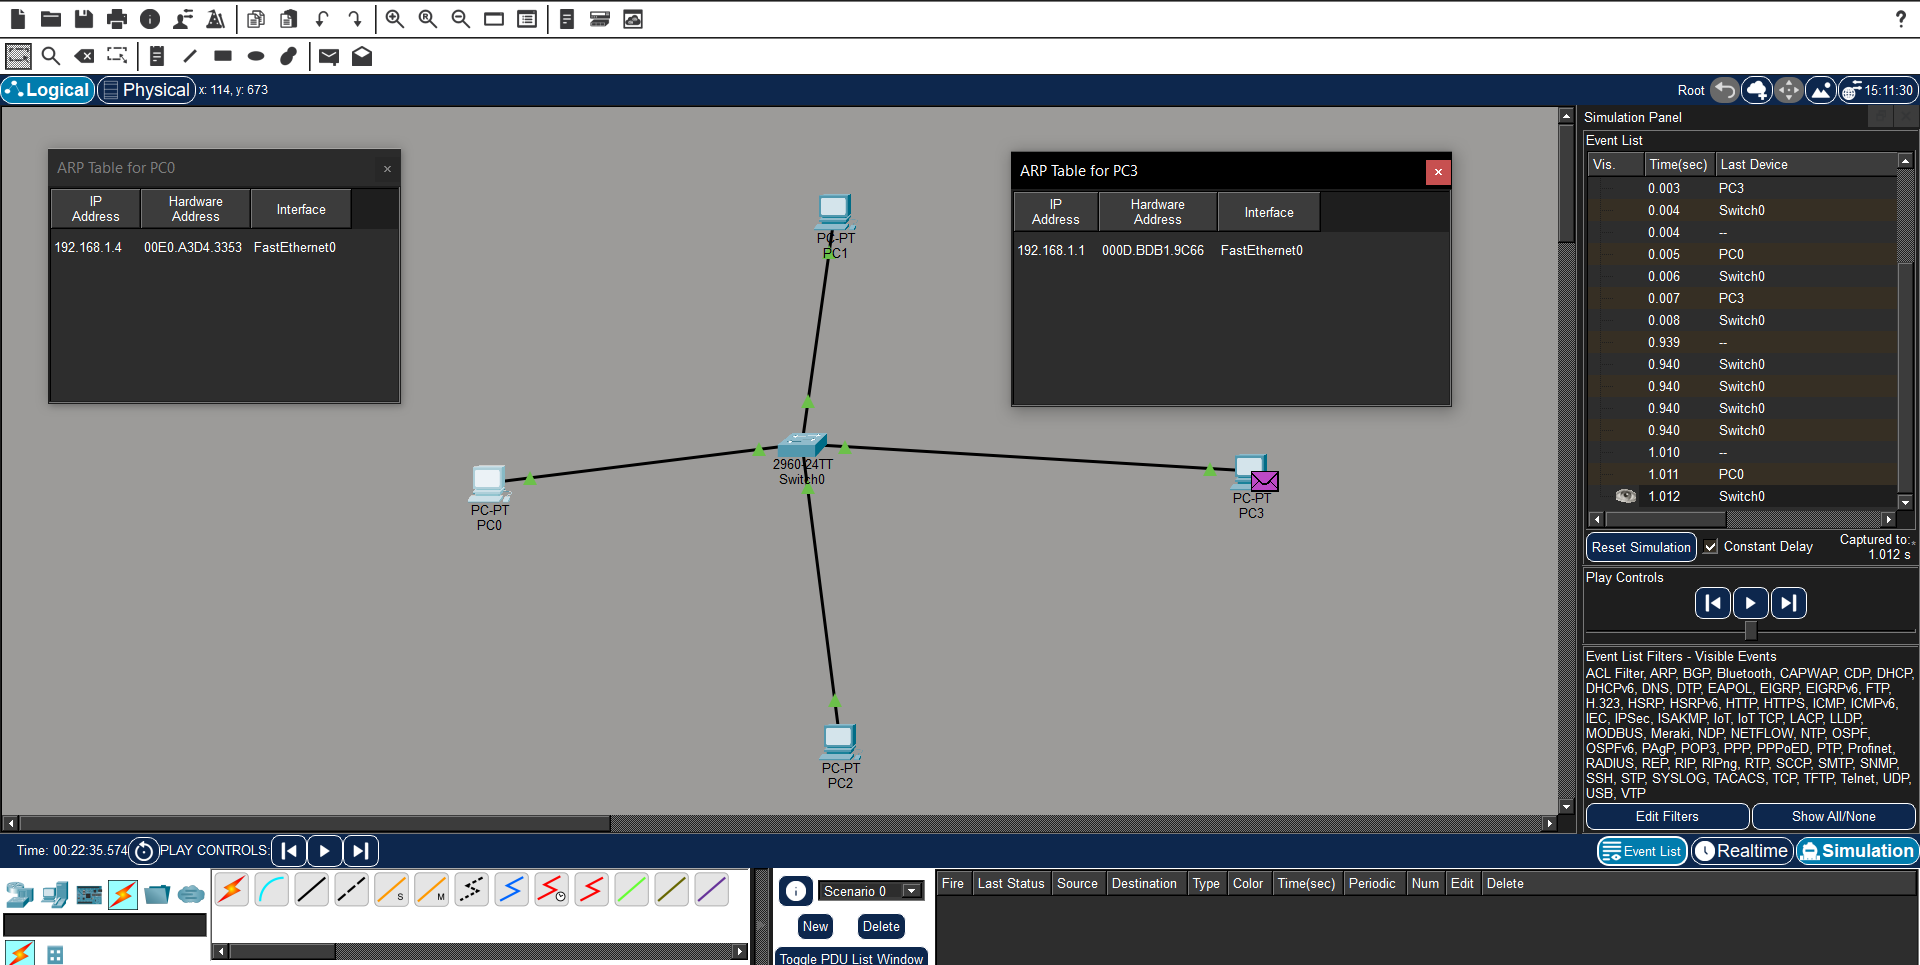 ?
Logical
Physical
x: 114, y: 673
Root
15:11:30
ARP Table for PC0
IP Address
Hardware Address
Interface
192.168.1.4 00E0.A3D4.3353 FastEthernet0
PC-PT
PC1
ARP Table for PC3
IP Address
Hardware Address
Interface
192.168.1.1 000D.BDB1.9C66 FastEthernet0
2960-24TT
Switch0
PC-PT
PC0
PC-PT
PC3
PC-PT
PC2
Simulation Panel
Event List
Vis. Time(sec) Last Device
0.003 PC3
0.004 Switch0
0.004 --
0.005 PC0
0.006 Switch0
0.007 PC3
0.008 Switch0
0.939 --
0.940 Switch0
0.940 Switch0
0.940 Switch0
0.940 Switch0
1.010 --
1.011 PC0
1.012 Switch0
Reset Simulation
Constant Delay
Captured to:
1.012 s
Play Controls
Event List Filters - Visible Events
ACL Filter, ARP, BGP, Bluetooth, CAPWAP, CDP, DHCP,
DHCPv6, DNS, DTP, EAPOL, EIGRP, EIGRPv6, FTP,
H.323, HSRP, HSRPv6, HTTP, HTTPS, ICMP, ICMPv6,
IEC, IPSec, ISAKMP, IoT, IoT TCP, LACP, LLDP,
MODBUS, Meraki, NDP, NETFLOW, NTP, OSPF,
OSPFv6, PAgP, POP3, PPP, PPPoED, PTP, Profinet,
RADIUS, REP, RIP, RIPng, RTP, SCCP, SMTP, SNMP,
SSH, STP, SYSLOG, TACACS, TCP, TFTP, Telnet, UDP,
USB, VTP
Edit Filters
Show All/None
Time: 00:22:35.574
PLAY CONTROLS:
Event List
Realtime
Simulation
S
M
Scenario 0
New
Delete
Toggle PDU List Window
Fire Last Status Source Destination Type Color Time(sec) Periodic Num Edit Delete